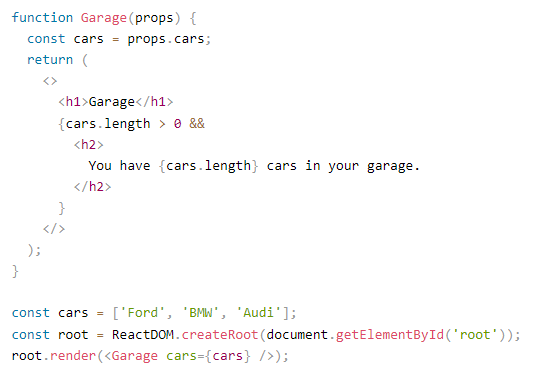 function Garage(props) {
  const cars = props.cars;
  return (
    <>
      <h1>Garage</h1>
      {cars.length > 0 &&
        <h2>
          You have {cars.length} cars in your garage.
        </h2>
      }
    </>
  );
}

const cars = ['Ford', 'BMW', 'Audi'];
const root = ReactDOM.createRoot(document.getElementById('root'));
root.render(<Garage cars={cars} />);